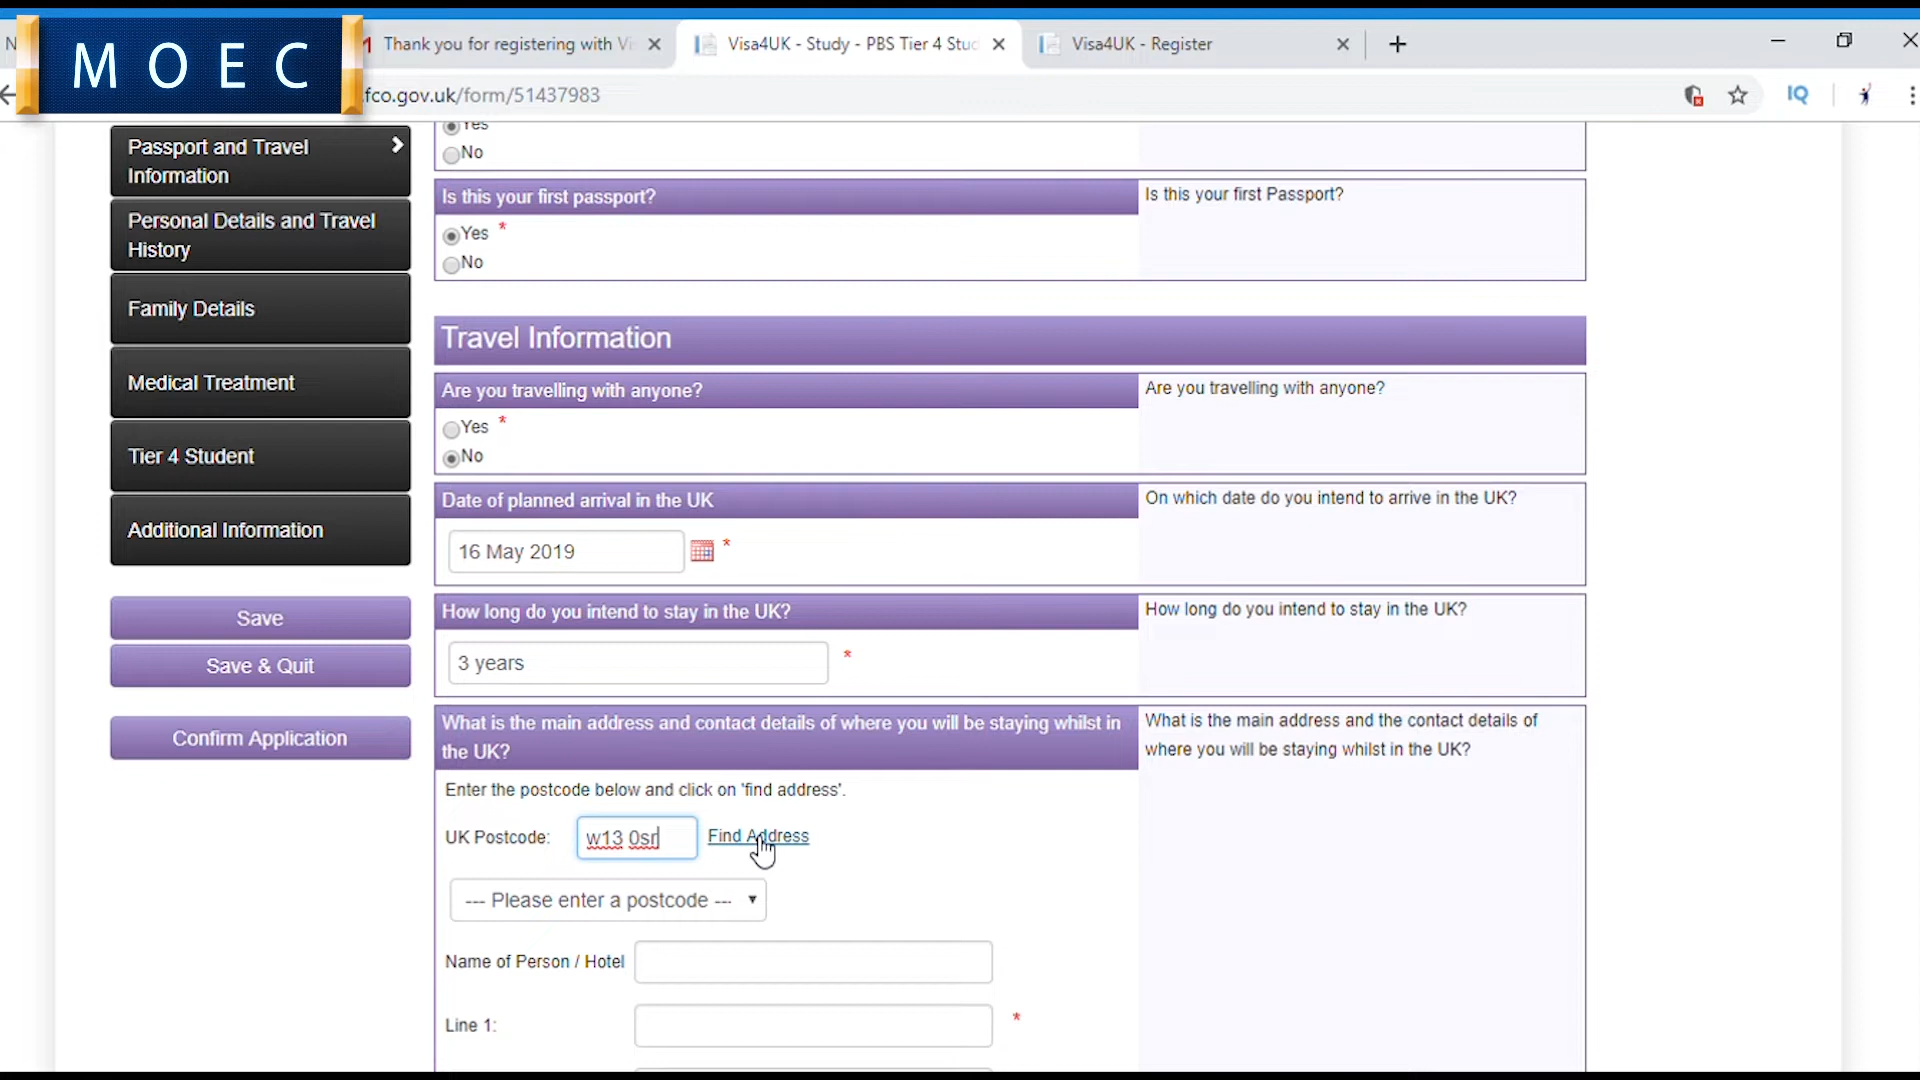 MOEC
Thank you for registering with Vi
Visa4UK - Study - PBS Tier 4 Stud
Visa4UK - Register
fco.gov.uk/form/51437983
IQ
Passport and Travel
Information
Personal Details and Travel
History
Family Details
Medical Treatment
Tier 4 Student
Additional Information
Save
Save & Quit
Confirm Application
Yes
No
Is this your first passport?
Is this your first Passport?
Yes *
No
Travel Information
Are you travelling with anyone?
Are you travelling with anyone?
Yes *
No
Date of planned arrival in the UK
On which date do you intend to arrive in the UK?
16 May 2019 *
How long do you intend to stay in the UK?
How long do you intend to stay in the UK?
3 years *
What is the main address and contact details of where you will be staying whilst in
the UK?
What is the main address and the contact details of
where you will be staying whilst in the UK?
Enter the postcode below and click on 'find address'.
UK Postcode: w13 0sr Find Address
--- Please enter a postcode ---
Name of Person / Hotel
Line 1: *